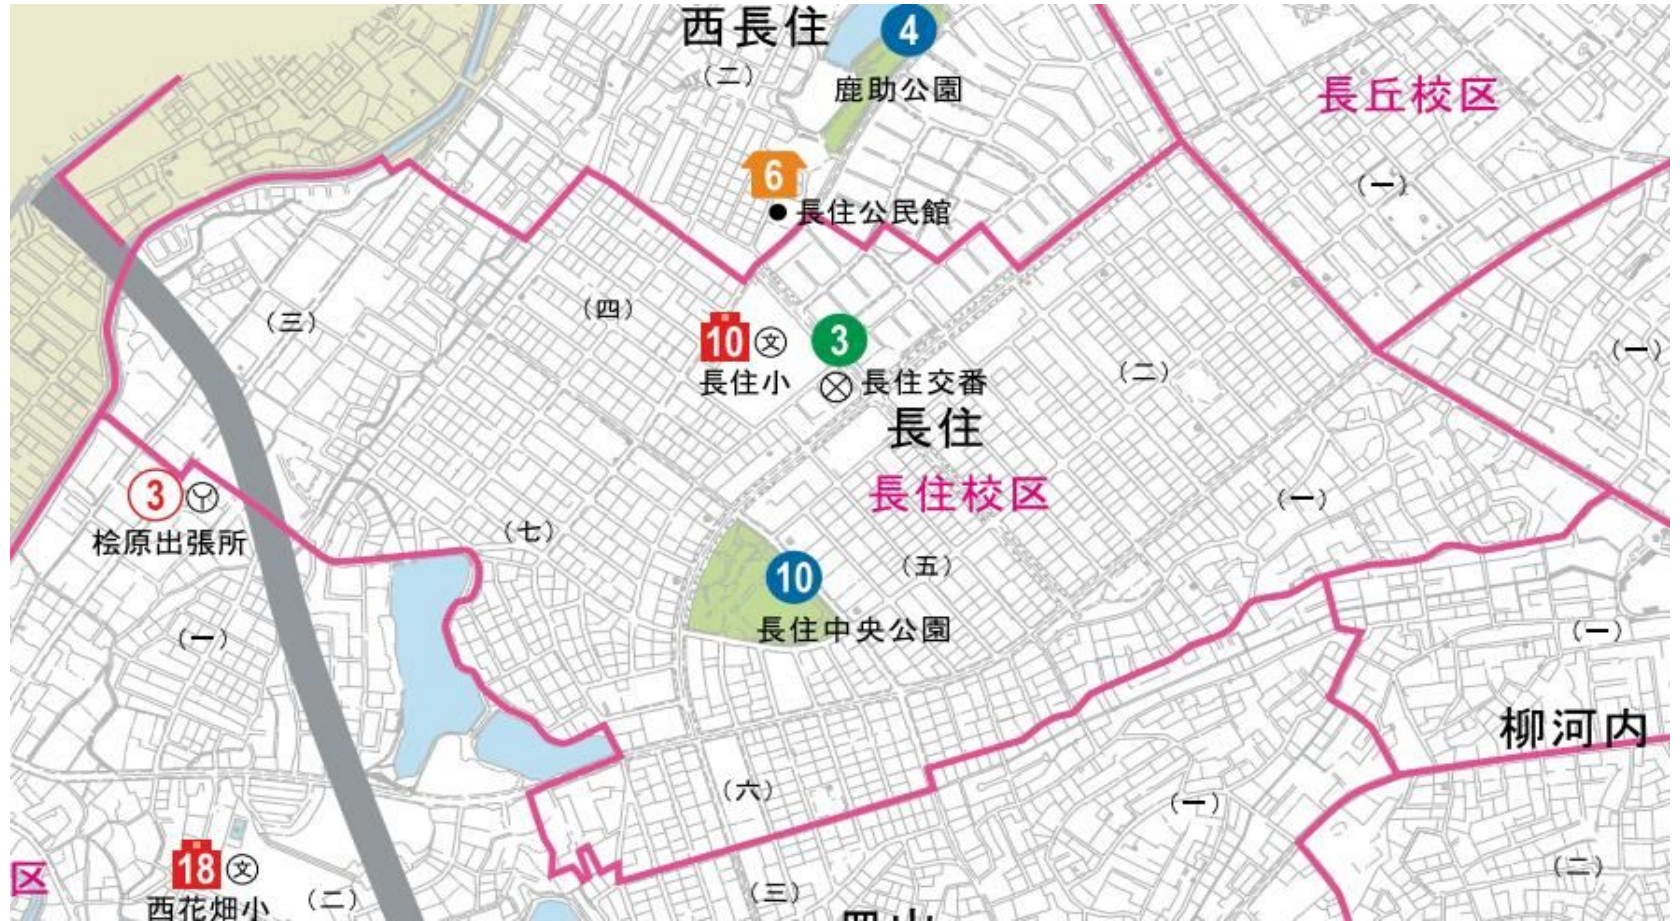 西長住
4
(二)
鹿助公園
長丘校区
6
(一)
長住公民館
(三)
(四)
10
文
3
(一)
(二)
長住小
長住交番
長住
3
長住校区
(一)
桧原出張所
(七)
10
(五)
(一)
長住中央公園
(一)
柳河内
(六)
(一)
18
文
区
(二)
(三)
(二)
西花畑小